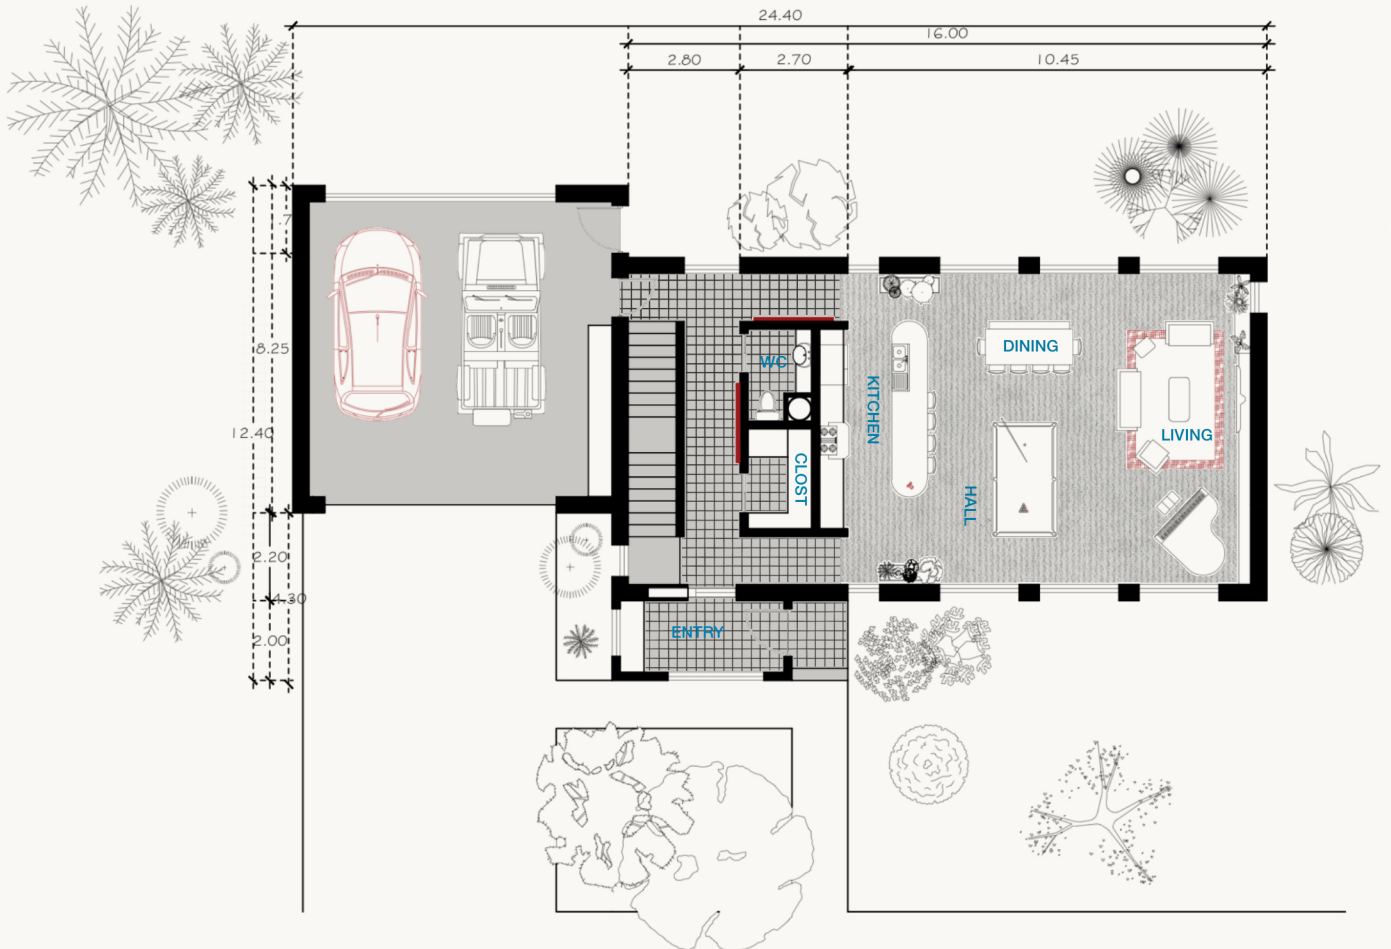 24.40
16.00
2.80
2.70
10.45
.7
8.25
12.40
2.20
4.30
2.00
WC
DINING
KITCHEN
LIVING
CLOST
HALL
ENTRY